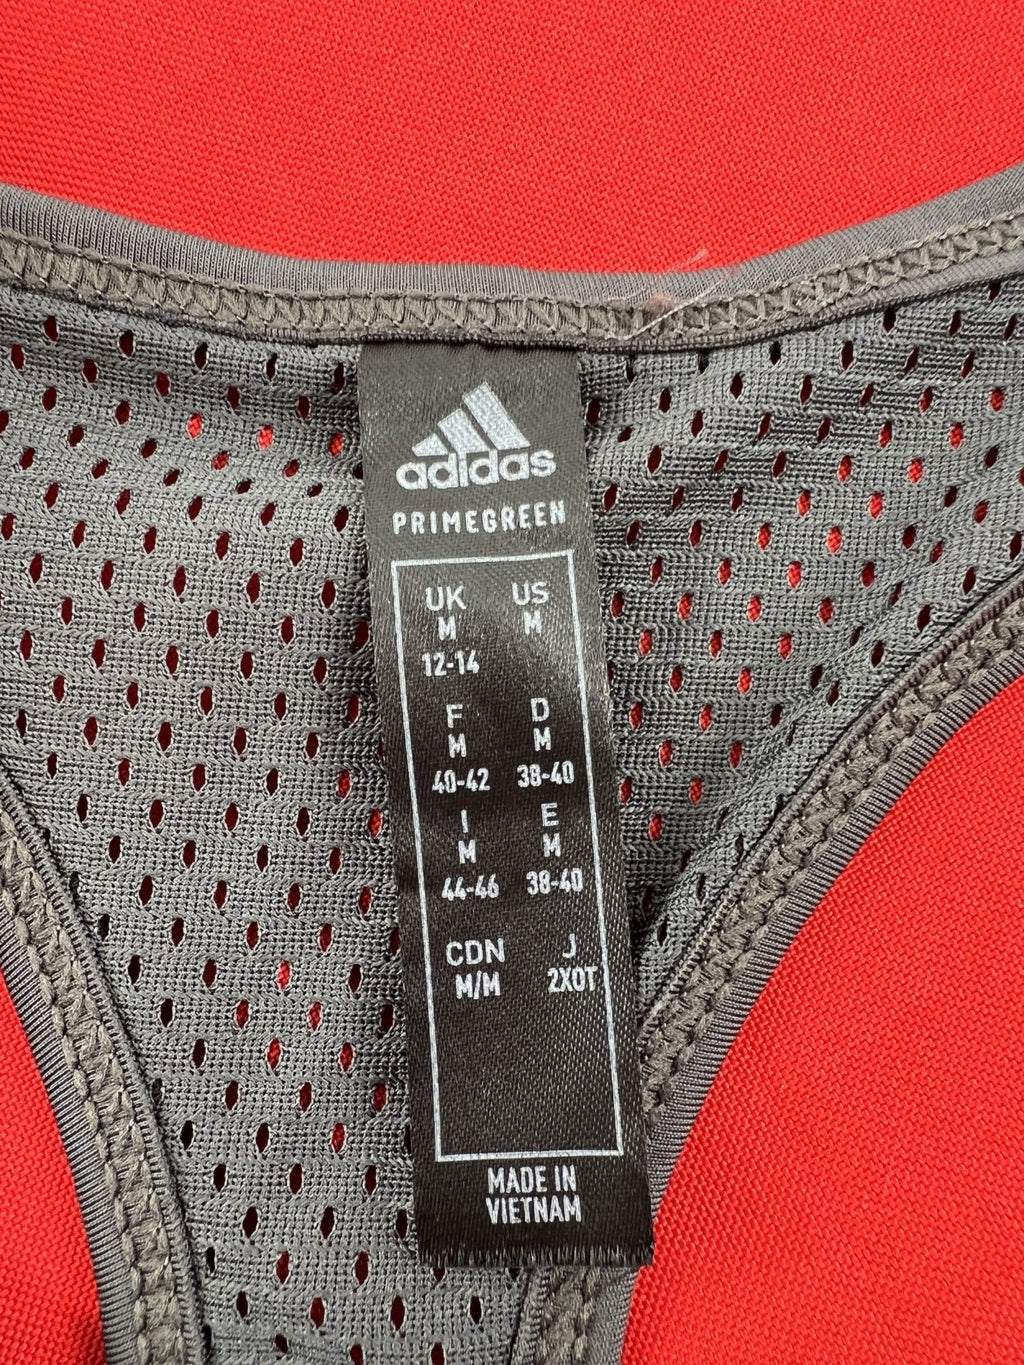 adidas
PRIMEGREEN
UK US
M M
12-14
F D
M M
40-42 38-40
I E
M M
44-46 38-40
CDN J
M/M 2XOT
MADE IN
VIETNAM